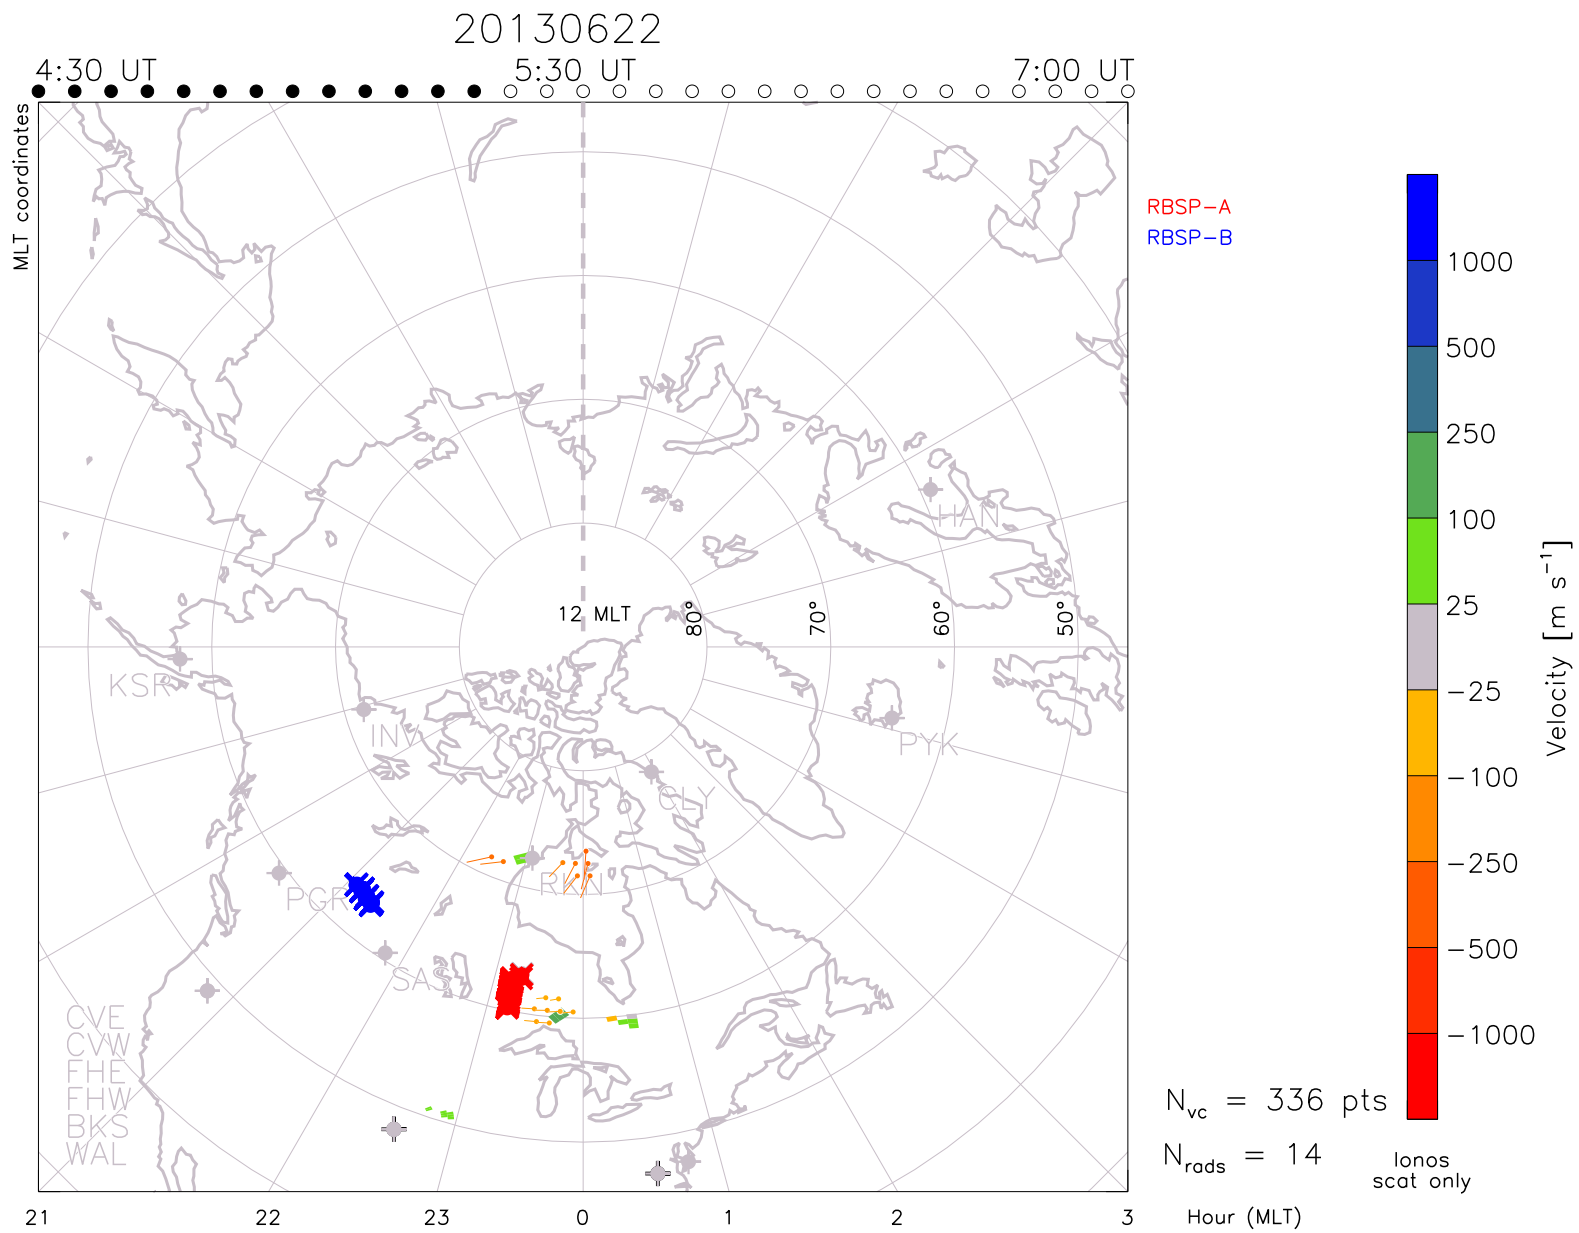 20130622
4:30 UT 5:30 UT 7:00 UT
MLT coordinates
RBSP-A
RBSP-B
1000
500
250
100
25
-25
-100
-250
-500
-1000
Velocity [m s⁻¹]
12 MLT
80° 70° 60° 50°
HAN
KSR
INV
PYK
CLY
RKN
PGR
SAS
CVE
CVW
FHE
FHW
BKS
WAL
Nvc = 336 pts
Nrads = 14
Ionos
scat only
21 22 23 0 1 2 3 Hour (MLT)